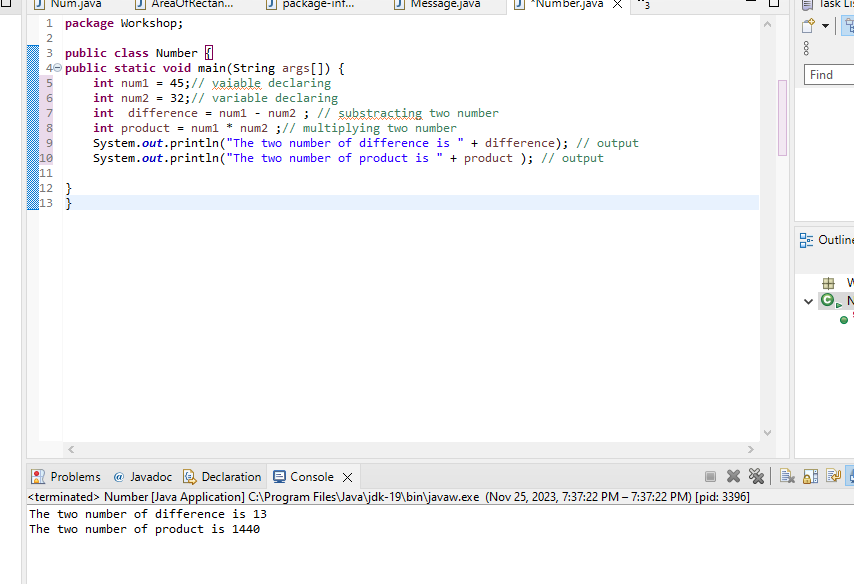 Num.java AreaOfRectan... package-inf... Message.java *Number.java 3 Task Lis
1 package Workshop;
2
3 public class Number {
4 public static void main(String args[]) {
5 int num1 = 45;// vaiable declaring
6 int num2 = 32;// variable declaring
7 int difference = num1 - num2 ; // substracting two number
8 int product = num1 * num2 ;// multiplying two number
9 System.out.println("The two number of difference is " + difference); // output
10 System.out.println("The two number of product is " + product ); // output
11
12 }
13 }
Find
Outline
Problems @ Javadoc Declaration Console
<terminated> Number [Java Application] C:\Program Files\Java\jdk-19\bin\javaw.exe (Nov 25, 2023, 7:37:22 PM – 7:37:22 PM) [pid: 3396]
The two number of difference is 13
The two number of product is 1440